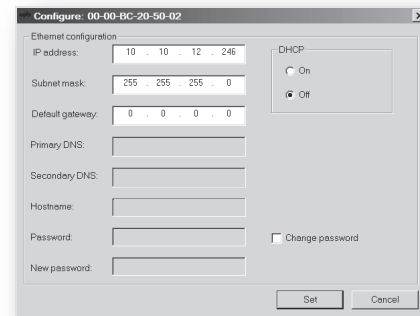 Configure: 00-00-BC-20-50-02
Ethernet configuration
IP address: 10 . 10 . 12 . 246
DHCP
On
Subnet mask: 255 . 255 . 255 . 0
Off
Default gateway: 0 . 0 . 0 . 0
Primary DNS:
Secondary DNS:
Hostname:
Password:
Change password
New password:
Set
Cancel